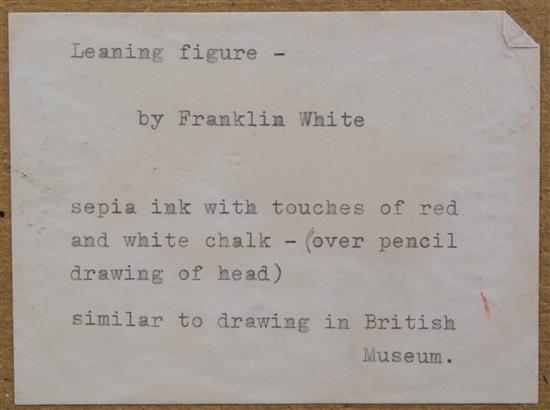 Leaning figure -
by Franklin White
sepia ink with touches of red
and white chalk - (over pencil
drawing of head)
similar to drawing in British
Museum.